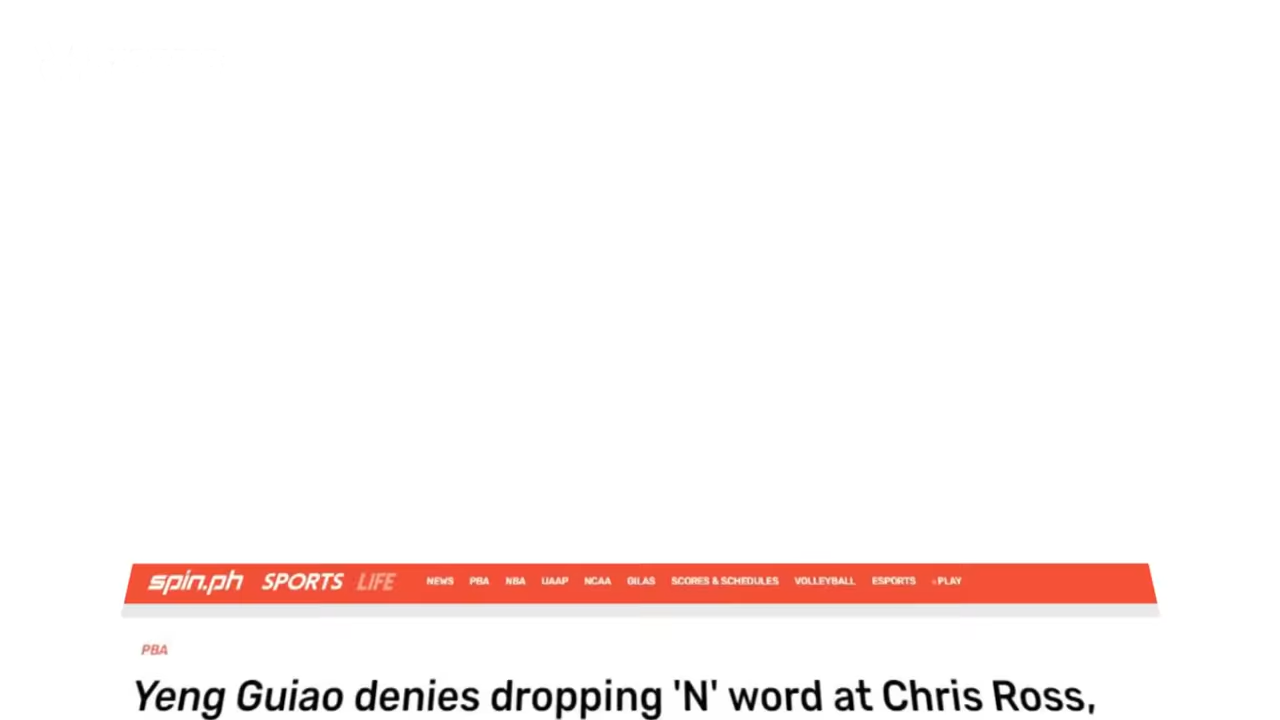 spin.ph SPORTS LIFE NEWS PBA NBA UAAP NCAA GILAS SCORES & SCHEDULES VOLLEYBALL ESPORTS PLAY
PBA
Yeng Guiao denies dropping 'N' word at Chris Ross,